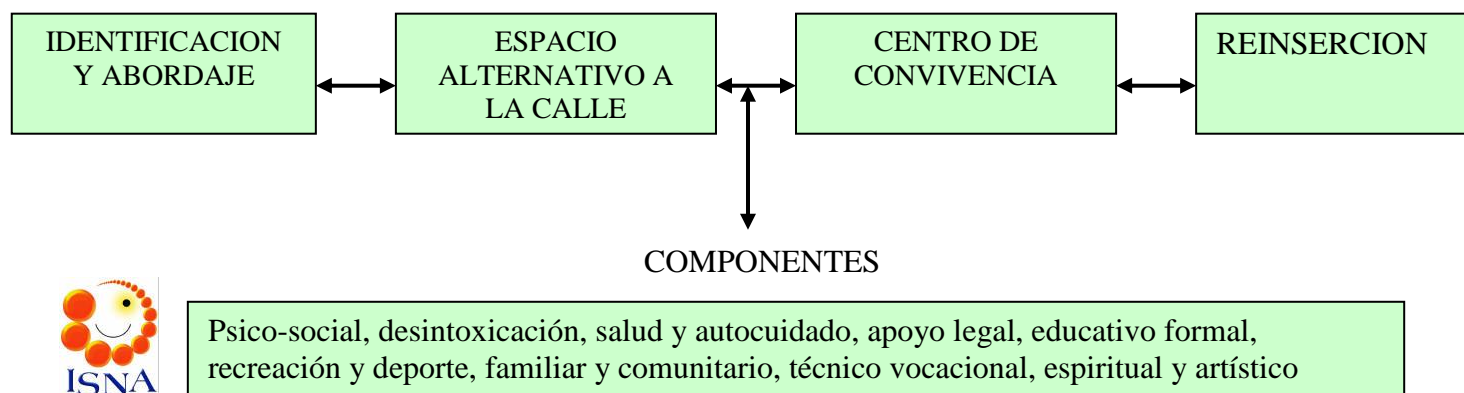 IDENTIFICACION
Y ABORDAJE
ESPACIO
ALTERNATIVO A
LA CALLE
CENTRO DE
CONVIVENCIA
REINSERCION
COMPONENTES
Psico-social, desintoxicación, salud y autocuidado, apoyo legal, educativo formal,
recreación y deporte, familiar y comunitario, técnico vocacional, espiritual y artístico
ISNA